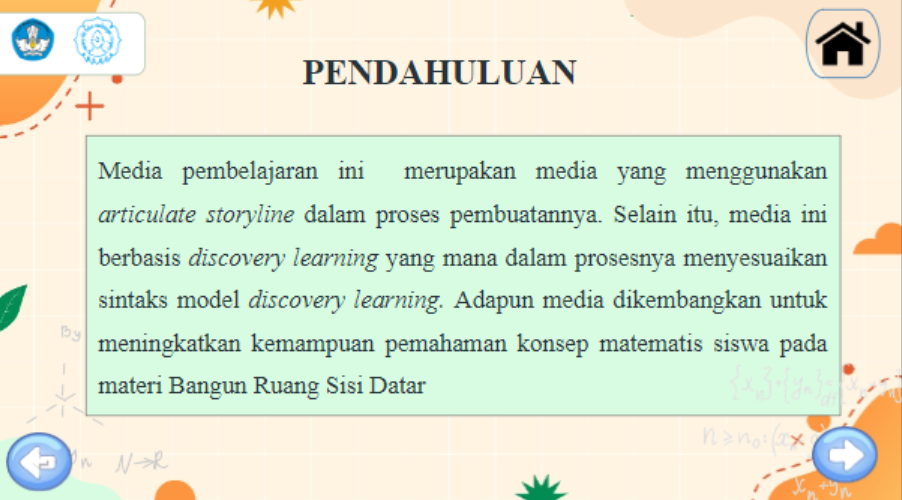 PENDAHULUAN
Media pembelajaran ini merupakan media yang menggunakan
articulate storyline dalam proses pembuatannya. Selain itu, media ini
berbasis discovery learning yang mana dalam prosesnya menyesuaikan
sintaks model discovery learning. Adapun media dikembangkan untuk
meningkatkan kemampuan pemahaman konsep matematis siswa pada
materi Bangun Ruang Sisi Datar
By
N→R